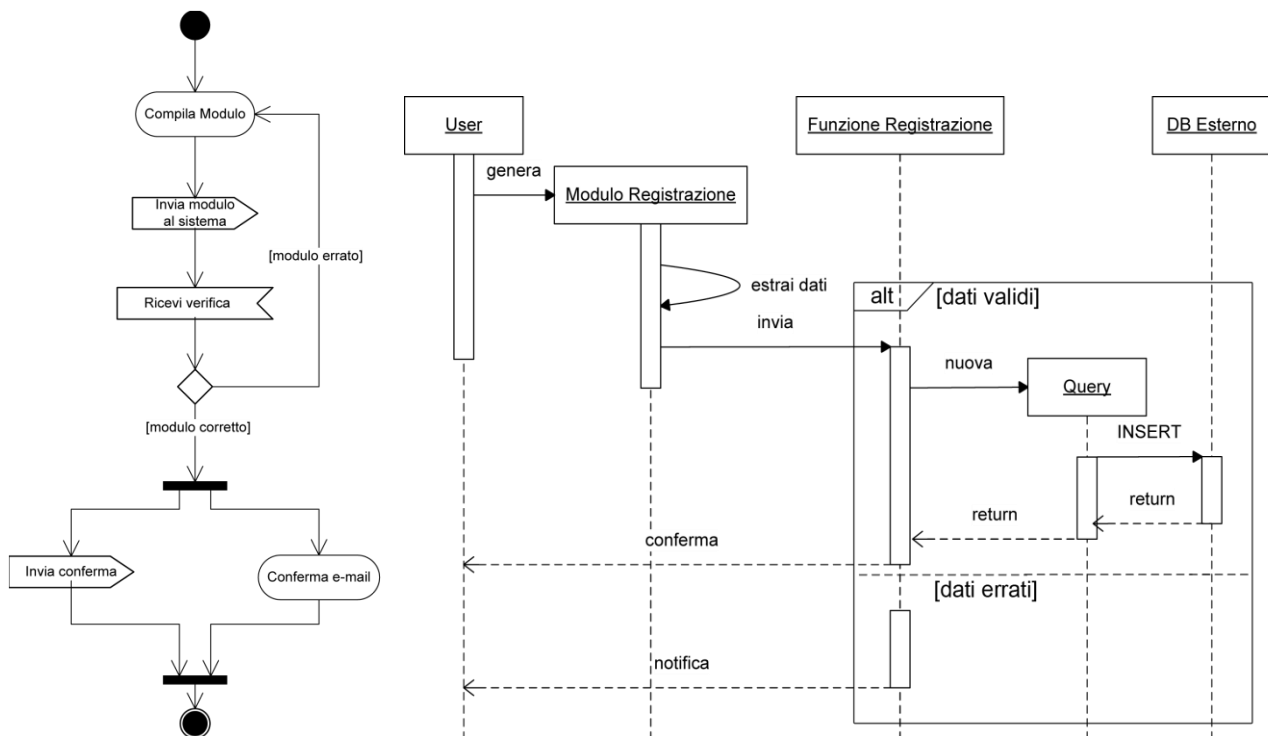 Compila Modulo
Invia modulo
al sistema
[modulo errato]
Ricevi verifica
[modulo corretto]
Invia conferma
Conferma e-mail
User
Funzione Registrazione
DB Esterno
genera
Modulo Registrazione
estrai dati
alt
[dati validi]
invia
nuova
Query
INSERT
return
return
conferma
[dati errati]
notifica